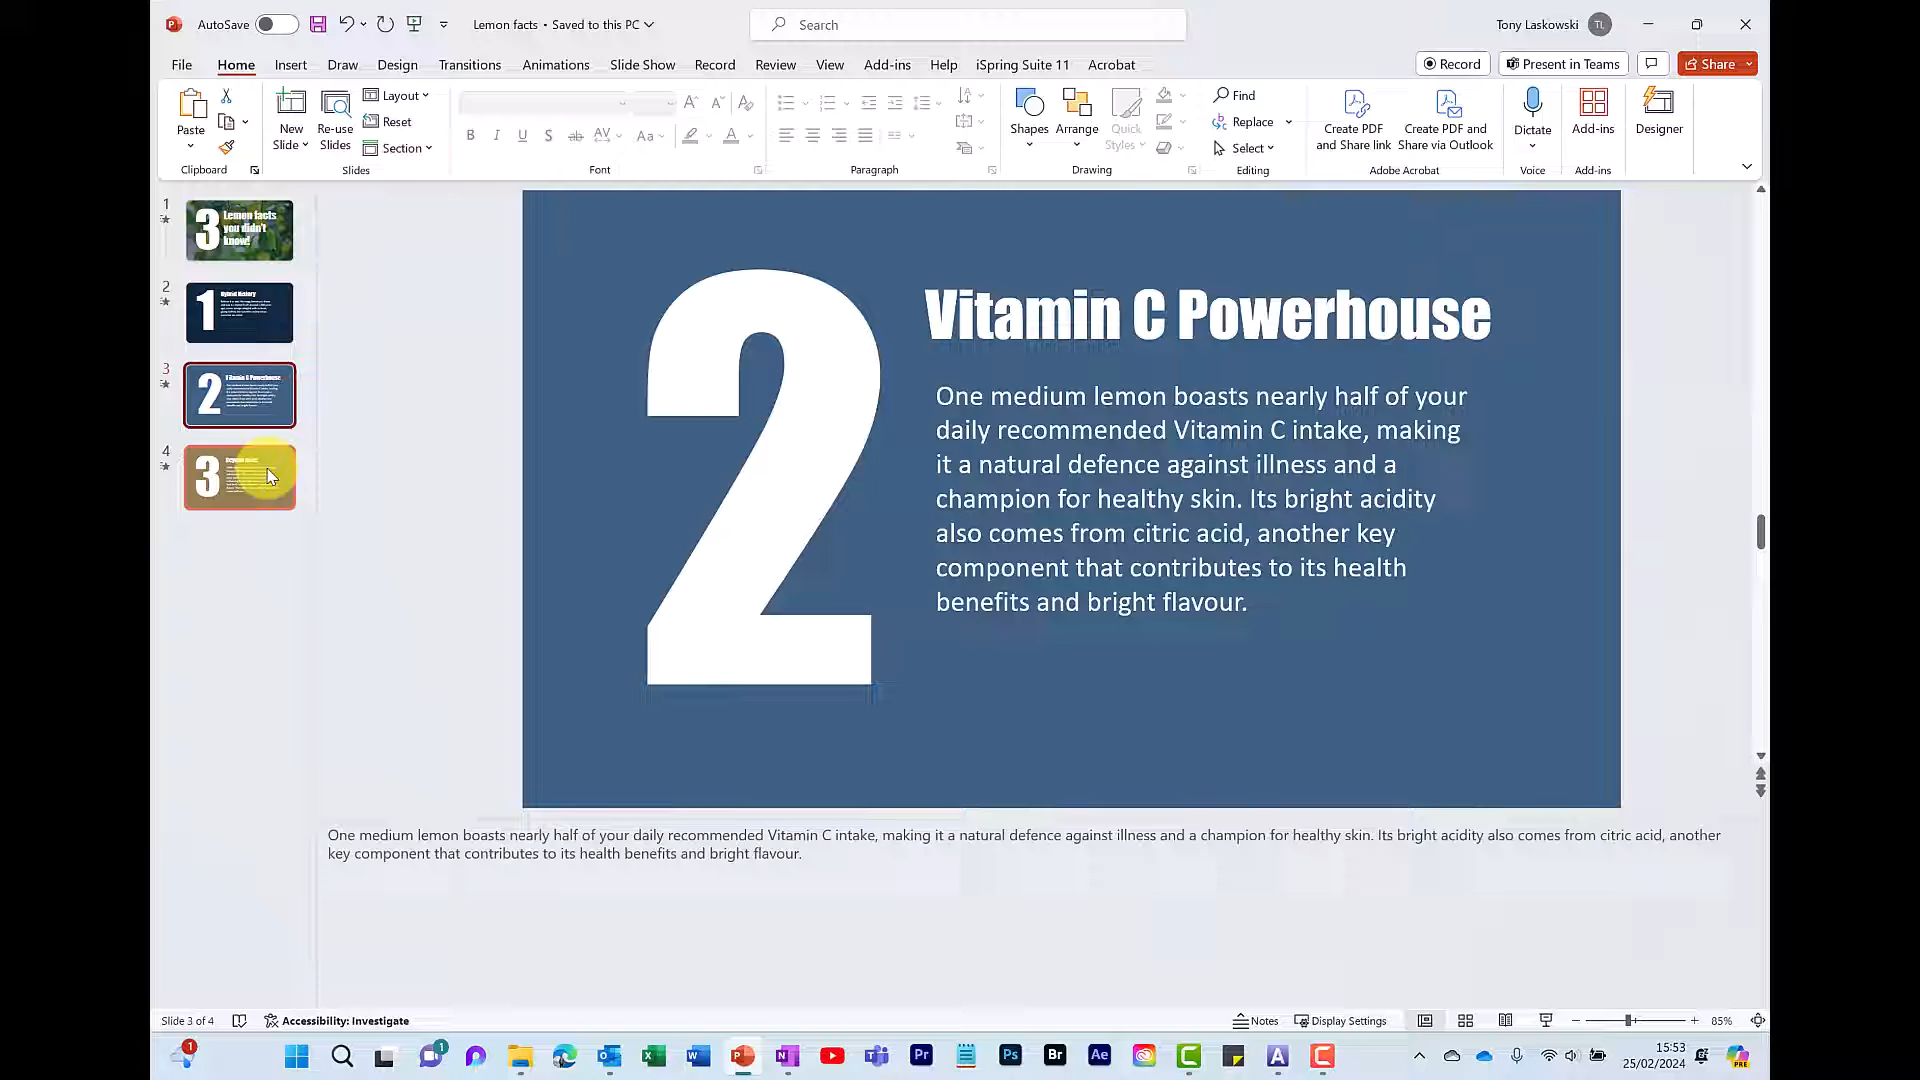 AutoSave
Lemon facts • Saved to this PC
Search
Tony Laskowski
TL
File
Home
Insert
Draw
Design
Transitions
Animations
Slide Show
Record
Review
View
Add-ins
Help
iSpring Suite 11
Acrobat
Record
Present in Teams
Share
Paste
New
Slide
Re-use
Slides
Layout
Reset
Section
Shapes
Arrange
Quick
Styles
Find
Replace
Select
Create PDF
and Share link
Create PDF and
Share via Outlook
Dictate
Add-ins
Designer
Clipboard
Slides
Font
Paragraph
Drawing
Editing
Adobe Acrobat
Voice
Add-ins
1
3
Lemon facts
you didn't
know!
2
1
Hybrid History
3
2
Vitamin C Powerhouse
4
3
2
Vitamin C Powerhouse
One medium lemon boasts nearly half of your
daily recommended Vitamin C intake, making
it a natural defence against illness and a
champion for healthy skin. Its bright acidity
also comes from citric acid, another key
component that contributes to its health
benefits and bright flavour.
One medium lemon boasts nearly half of your daily recommended Vitamin C intake, making it a natural defence against illness and a champion for healthy skin. Its bright acidity also comes from citric acid, another
key component that contributes to its health benefits and bright flavour.
Slide 3 of 4
Accessibility: Investigate
Notes
Display Settings
85%
15:53
25/02/2024